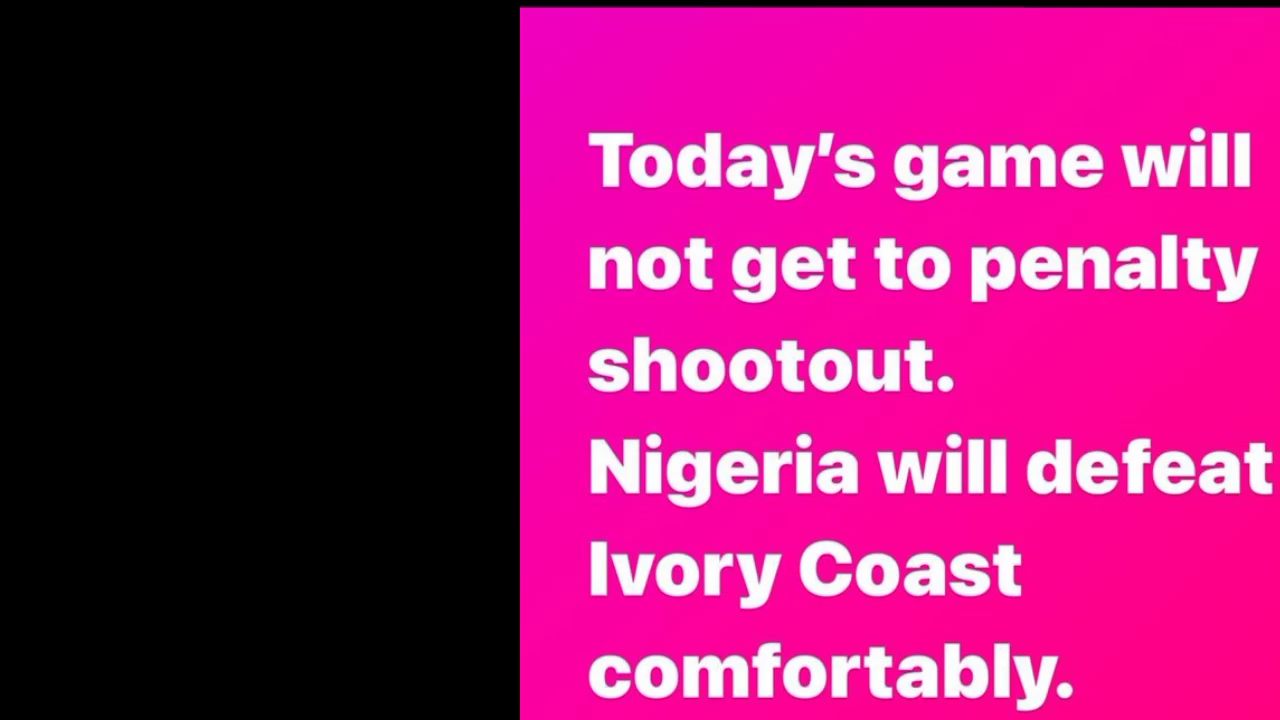 Today’s game will
not get to penalty
shootout.
Nigeria will defeat
Ivory Coast
comfortably.